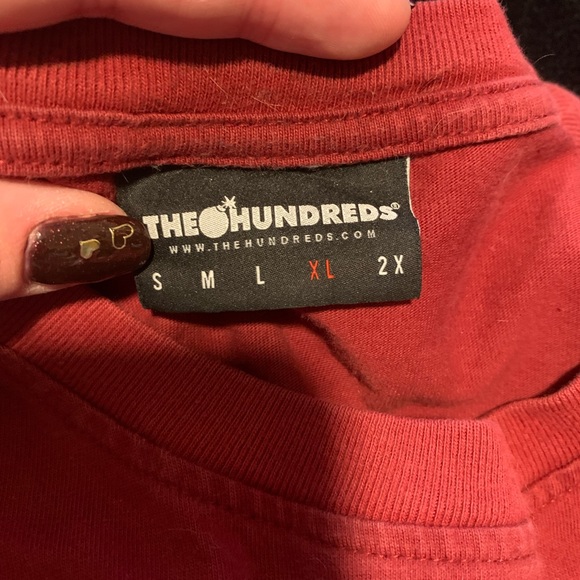 THE HUNDREDS®
WWW.THEHUNDREDS.COM
S M L XL 2X